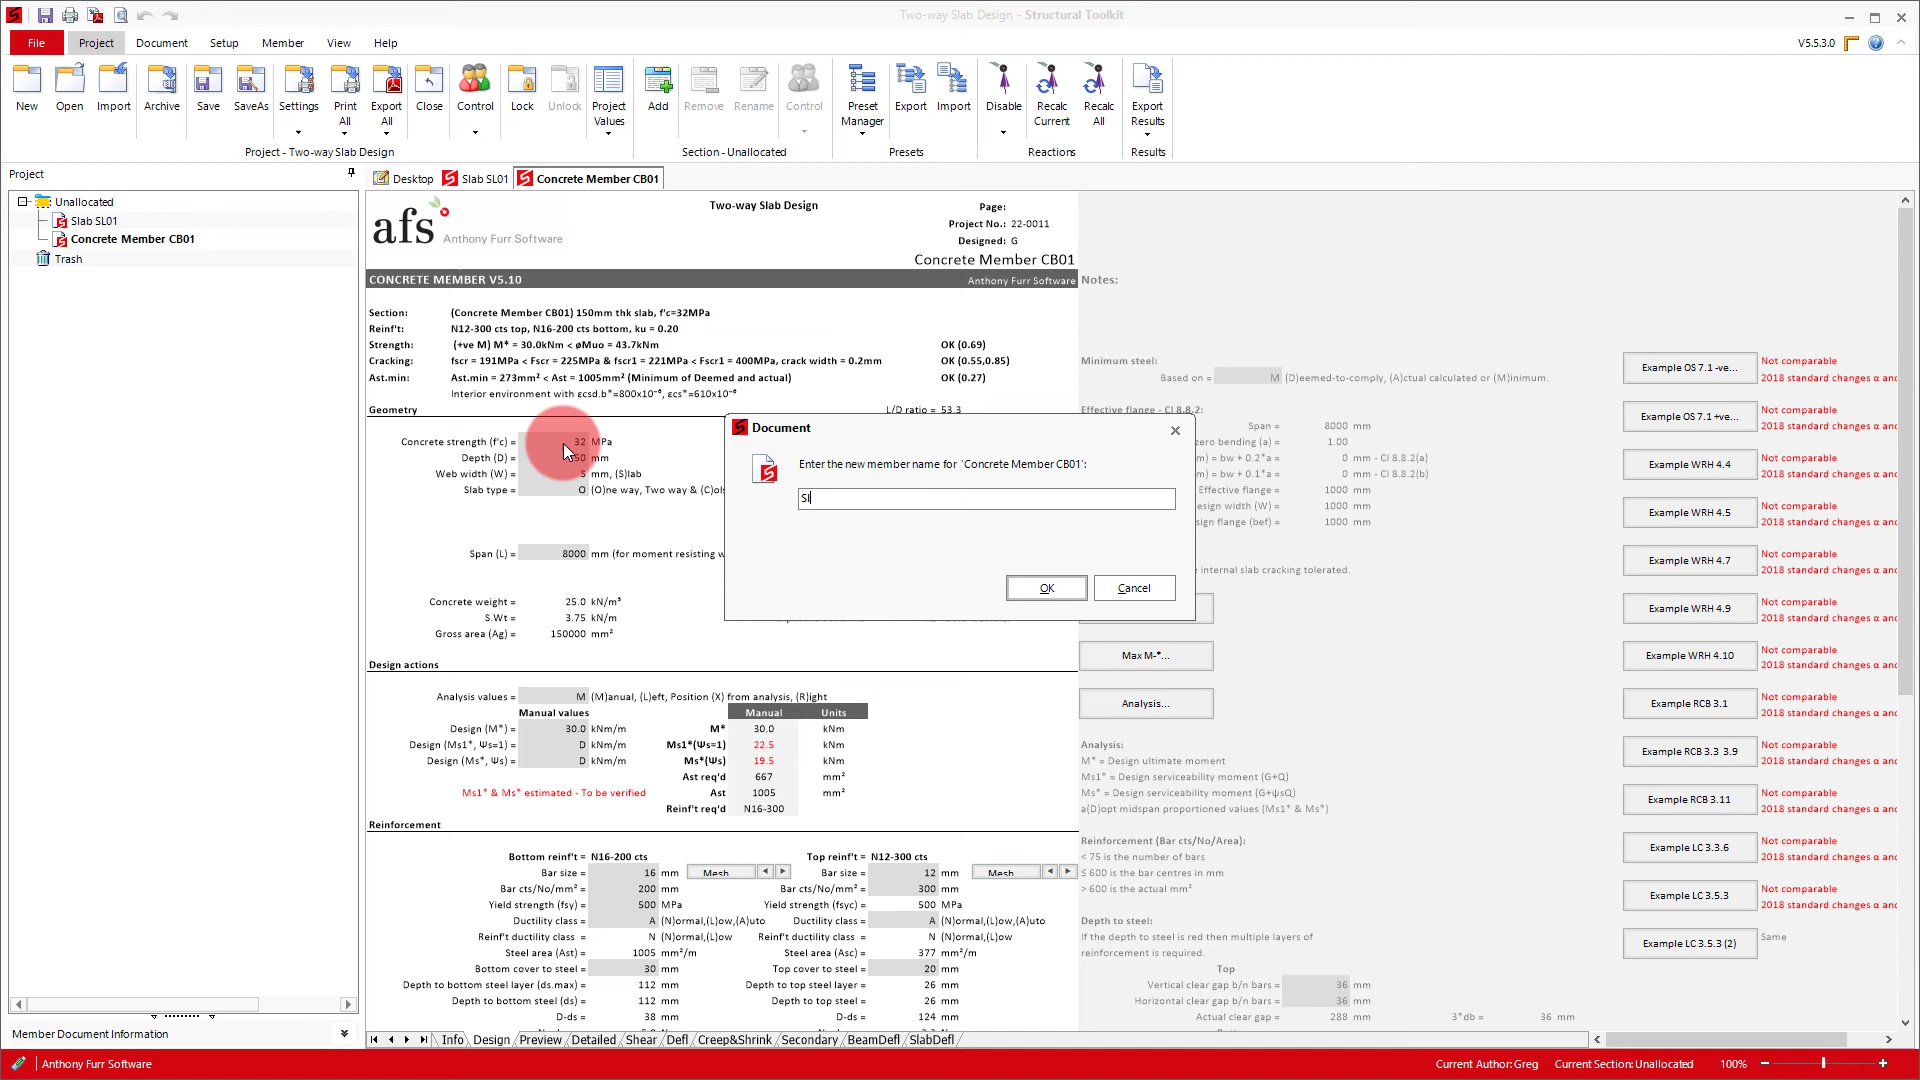 Two-way Slab Design - Structural Toolkit
File Project Document Setup Member View Help V5.5.3.0
New Open Import Archive Save SaveAs Settings Print All Export All Close Control Lock Unlock Project Values Add Remove Rename Control Preset Manager Export Import Disable Recalc Current Recalc All Export Results
Project - Two-way Slab Design Section - Unallocated Presets Reactions Results
Project
Desktop Slab SL01 Concrete Member CB01
Unallocated
Slab SL01
Concrete Member CB01
Trash
afs Anthony Furr Software
Two-way Slab Design
Page:
Project No.: 22-0011
Designed: G
Concrete Member CB01
CONCRETE MEMBER V5.10 Anthony Furr Software
Notes:
Section: (Concrete Member CB01) 150mm thk slab, f'c=32MPa
Reinf't: N12-300 cts top, N16-200 cts bottom, ku = 0.20
Strength: (+ve M) M* = 30.0kNm < øMuo = 43.7kNm OK (0.69)
Cracking: fscr = 191MPa < Fscr = 225MPa & fscr1 = 221MPa < Fscr1 = 400MPa, crack width = 0.2mm OK (0.55,0.85)
Ast.min: Ast.min = 273mm² < Ast = 1005mm² (Minimum of Deemed and actual) OK (0.27)
Interior environment with εcsd.b*=800x10⁻⁶, εcs*=610x10⁻⁶
Geometry L/D ratio = 53.3
Concrete strength (f'c) = 32 MPa
Depth (D) = 50 mm
Web width (W) = S mm, (S)lab
Slab type = O (O)ne way, Two way & (C)ols
Span (L) = 8000 mm (for moment resisting w
Concrete weight = 25.0 kN/m³
S.Wt = 3.75 kN/m
Gross area (Ag) = 150000 mm²
Document
Enter the new member name for 'Concrete Member CB01':
Sl
OK Cancel
Design actions
Analysis values = M (M)anual, (L)eft, Position (X) from analysis, (R)ight
Manual values Manual Units
Design (M*) = 30.0 kNm/m M* 30.0 kNm
Design (Ms1*, Ψs=1) = D kNm/m Ms1*(Ψs=1) 22.5 kNm
Design (Ms*, Ψs) = D kNm/m Ms*(Ψs) 19.5 kNm
Ast req'd 667 mm²
Ms1* & Ms* estimated - To be verified Ast 1005 mm²
Reinf't req'd N16-300
Reinforcement
Bottom reinf't = N16-200 cts Top reinf't = N12-300 cts
Bar size = 16 mm Mesh Bar size = 12 mm Mesh
Bar cts/No/mm² = 200 mm Bar cts/No/mm² = 300 mm
Yield strength (fsy) = 500 MPa Yield strength (fsyc) = 500 MPa
Ductility class = A (N)ormal,(L)ow,(A)uto Ductility class = A (N)ormal,(L)ow,(A)uto
Reinf't ductility class = N (N)ormal,(L)ow Reinf't ductility class = N (N)ormal,(L)ow
Steel area (Ast) = 1005 mm²/m Steel area (Asc) = 377 mm²/m
Bottom cover to steel = 30 mm Top cover to steel = 20 mm
Depth to bottom steel layer (ds.max) = 112 mm Depth to top steel layer = 26 mm
Depth to bottom steel (ds) = 112 mm Depth to top steel = 26 mm
D-ds = 38 mm D-ds = 124 mm
Minimum steel:
Based on = M (D)eemed-to-comply, (A)ctual calculated or (M)inimum.
Effective flange - Cl 8.8.2:
Span = 8000 mm
zero bending (a) = 1.00
m) = bw + 0.2*a = 0 mm - Cl 8.8.2(a)
m) = bw + 0.1*a = 0 mm - Cl 8.8.2(b)
Effective flange = 1000 mm
esign width (W) = 1000 mm
sign flange (bef) = 1000 mm
e internal slab cracking tolerated.
Max M-*...
Analysis...
Analysis:
M* = Design ultimate moment
Ms1* = Design serviceability moment (G+Q)
Ms* = Design serviceability moment (G+ψsQ)
a(D)opt midspan proportioned values (Ms1* & Ms*)
Reinforcement (Bar cts/No/Area):
< 75 is the number of bars
≤ 600 is the bar centres in mm
> 600 is the actual mm²
Depth to steel:
If the depth to steel is red then multiple layers of
reinforcement is required.
Top
Vertical clear gap b/n bars = 36 mm
Horizontal clear gap b/n bars = 36 mm
Actual clear gap = 288 mm 3*db = 36 mm
Example OS 7.1 -ve... Not comparable
2018 standard changes α and
Example OS 7.1 +ve... Not comparable
2018 standard changes α and
Example WRH 4.4 Not comparable
2018 standard changes α and
Example WRH 4.5 Not comparable
2018 standard changes α and
Example WRH 4.7 Not comparable
2018 standard changes α and
Example WRH 4.9 Not comparable
2018 standard changes α and
Example WRH 4.10 Not comparable
2018 standard changes α and
Example RCB 3.1 Not comparable
2018 standard changes α and
Example RCB 3.3 3.9 Not comparable
2018 standard changes α and
Example RCB 3.11 Not comparable
2018 standard changes α and
Example LC 3.3.6 Not comparable
2018 standard changes α and
Example LC 3.5.3 Not comparable
2018 standard changes α and
Example LC 3.5.3 (2) Same
Member Document Information
Info Design Preview Detailed Shear Defl Creep&Shrink Secondary BeamDefl SlabDefl
Anthony Furr Software Current Author: Greg Current Section: Unallocated 100%